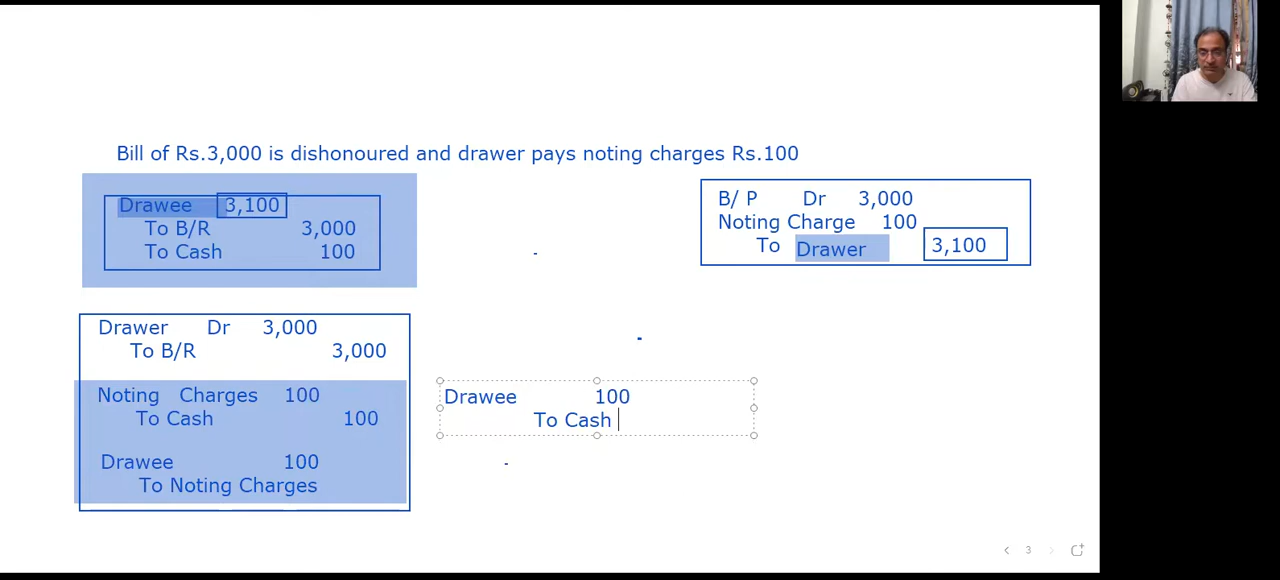 Bill of Rs.3,000 is dishonoured and drawer pays noting charges Rs.100
Drawee 3,100
To B/R 3,000
To Cash 100
B/ P Dr 3,000
Noting Charge 100
To Drawer 3,100
Drawer Dr 3,000
To B/R 3,000
Noting Charges 100
To Cash 100
Drawee 100
To Noting Charges
Drawee 100
To Cash
3